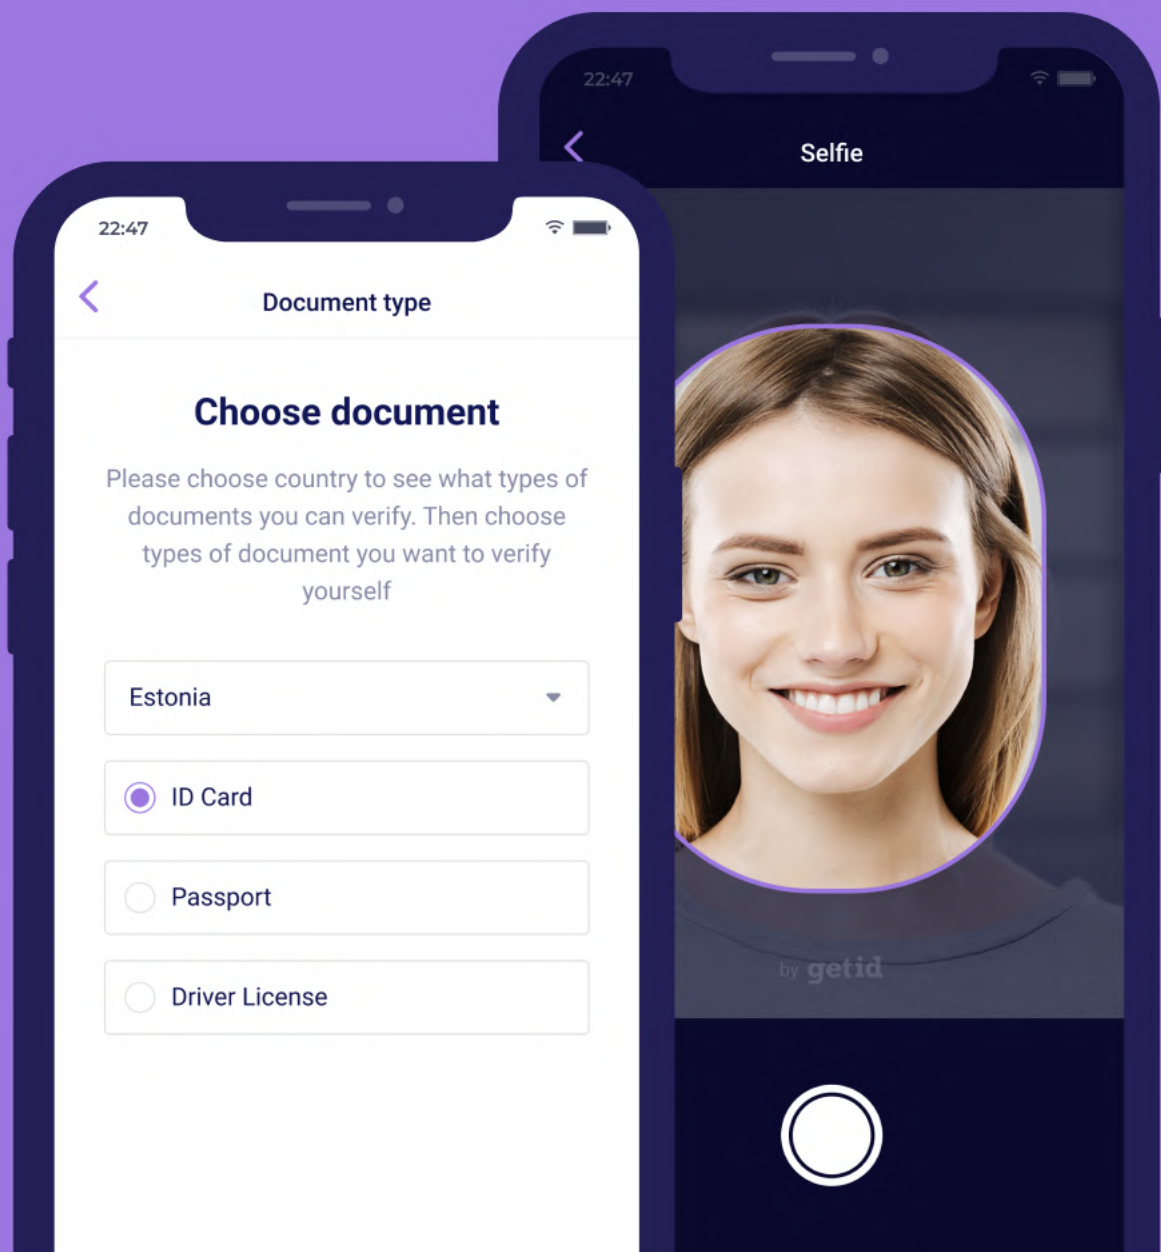 22:47
Selfie
22:47
Document type
Choose document
Please choose country to see what types of
documents you can verify. Then choose
types of document you want to verify
yourself
Estonia
ID Card
Passport
Driver License
by getid